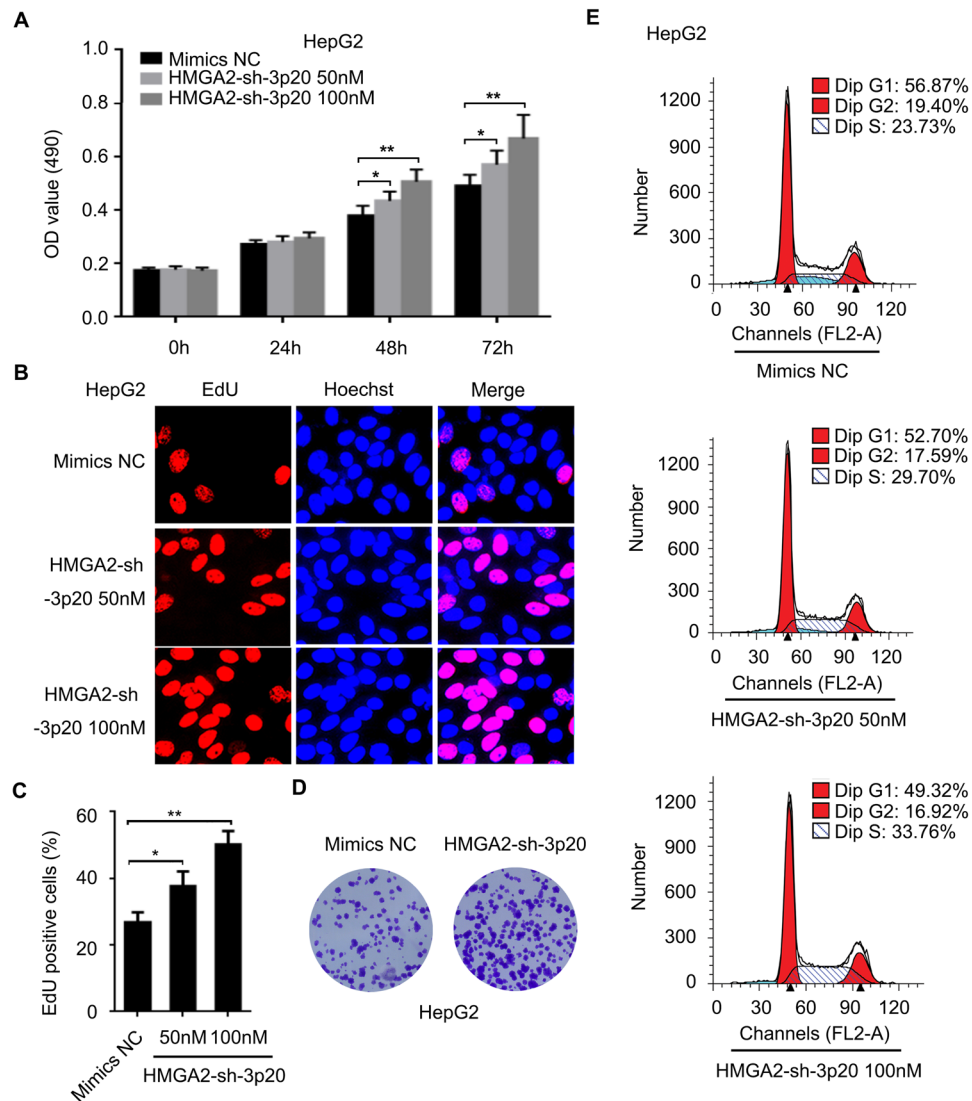 A
HepG2
Mimics NC
HMGA2-sh-3p20 50nM
HMGA2-sh-3p20 100nM
OD value (490)
1.0
0.8
0.6
0.4
0.2
0.0
*
**
*
**
0h
24h
48h
72h
B
HepG2
EdU
Hoechst
Merge
Mimics NC
HMGA2-sh
-3p20 50nM
HMGA2-sh
-3p20 100nM
C
EdU positive cells (%)
60
40
20
0
*
**
Mimics NC
50nM
100nM
HMGA2-sh-3p20
D
Mimics NC
HMGA2-sh-3p20
HepG2
E
HepG2
Dip G1: 56.87%
Dip G2: 19.40%
Dip S: 23.73%
Number
1200
900
600
300
0
0 30 60 90 120
Channels (FL2-A)
Mimics NC
Dip G1: 52.70%
Dip G2: 17.59%
Dip S: 29.70%
Number
1200
900
600
300
0
0 30 60 90 120
Channels (FL2-A)
HMGA2-sh-3p20 50nM
Dip G1: 49.32%
Dip G2: 16.92%
Dip S: 33.76%
Number
1200
900
600
300
0
0 30 60 90 120
Channels (FL2-A)
HMGA2-sh-3p20 100nM